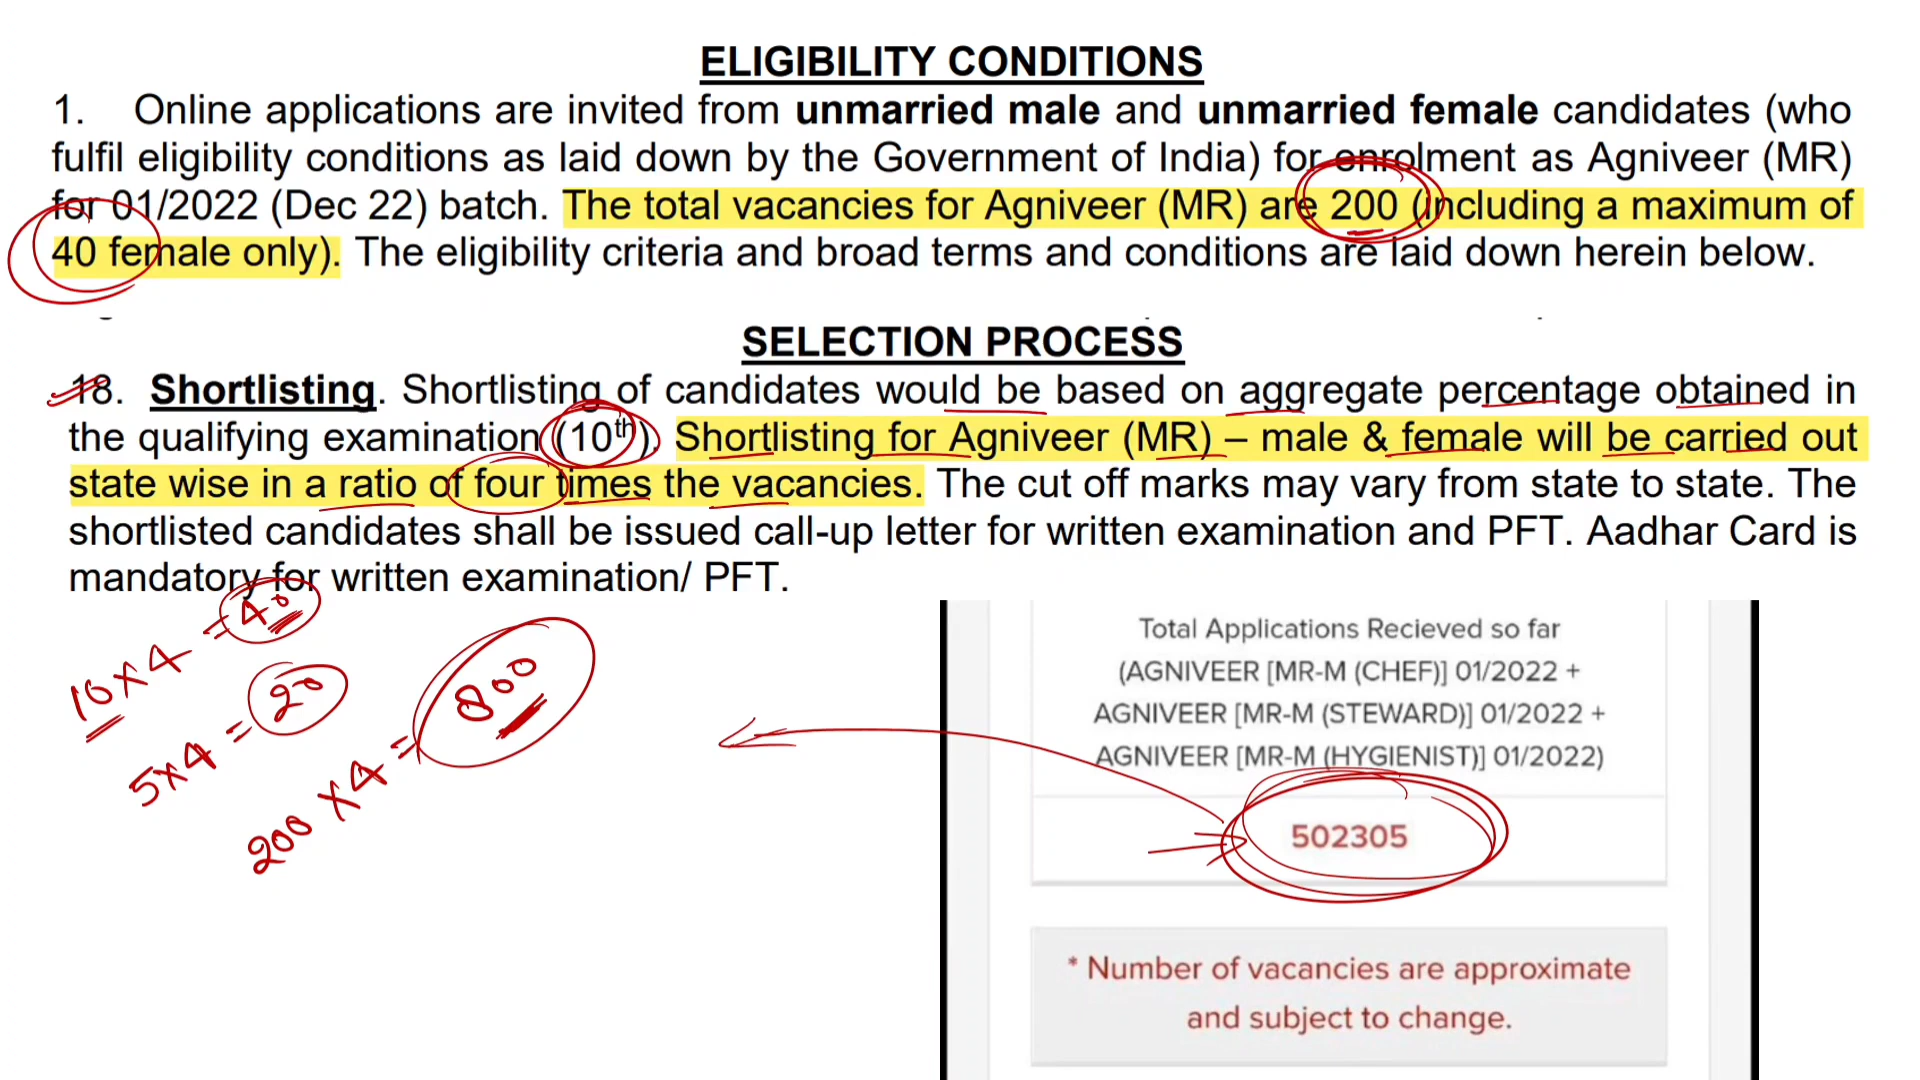 ELIGIBILITY CONDITIONS
1. Online applications are invited from unmarried male and unmarried female candidates (who
fulfil eligibility conditions as laid down by the Government of India) for enrolment as Agniveer (MR)
for 01/2022 (Dec 22) batch. The total vacancies for Agniveer (MR) are 200 (including a maximum of
40 female only). The eligibility criteria and broad terms and conditions are laid down herein below.
SELECTION PROCESS
18. Shortlisting. Shortlisting of candidates would be based on aggregate percentage obtained in
the qualifying examination (10th). Shortlisting for Agniveer (MR) – male & female will be carried out
state wise in a ratio of four times the vacancies. The cut off marks may vary from state to state. The
shortlisted candidates shall be issued call-up letter for written examination and PFT. Aadhar Card is
mandatory for written examination/ PFT.
10x4 = 40
5x4 = 20
200 x4 = 800
Total Applications Recieved so far
(AGNIVEER [MR-M (CHEF)] 01/2022 +
AGNIVEER [MR-M (STEWARD)] 01/2022 +
AGNIVEER [MR-M (HYGIENIST)] 01/2022)
502305
* Number of vacancies are approximate
and subject to change.